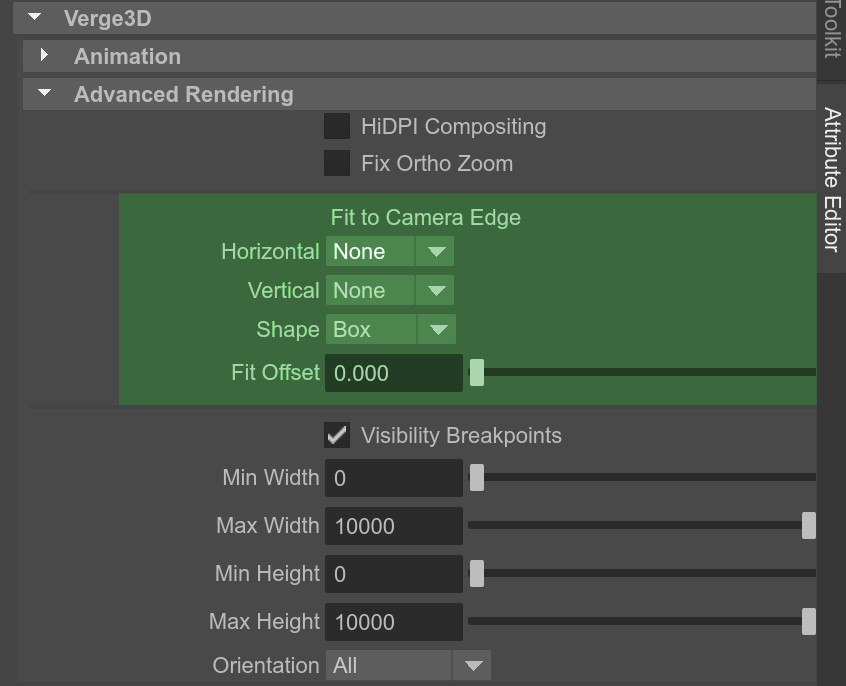 Verge3D
Animation
Advanced Rendering
HiDPI Compositing
Fix Ortho Zoom
Fit to Camera Edge
Horizontal None
Vertical None
Shape Box
Fit Offset 0.000
Visibility Breakpoints
Min Width 0
Max Width 10000
Min Height 0
Max Height 10000
Orientation All
Toolkit
Attribute Editor